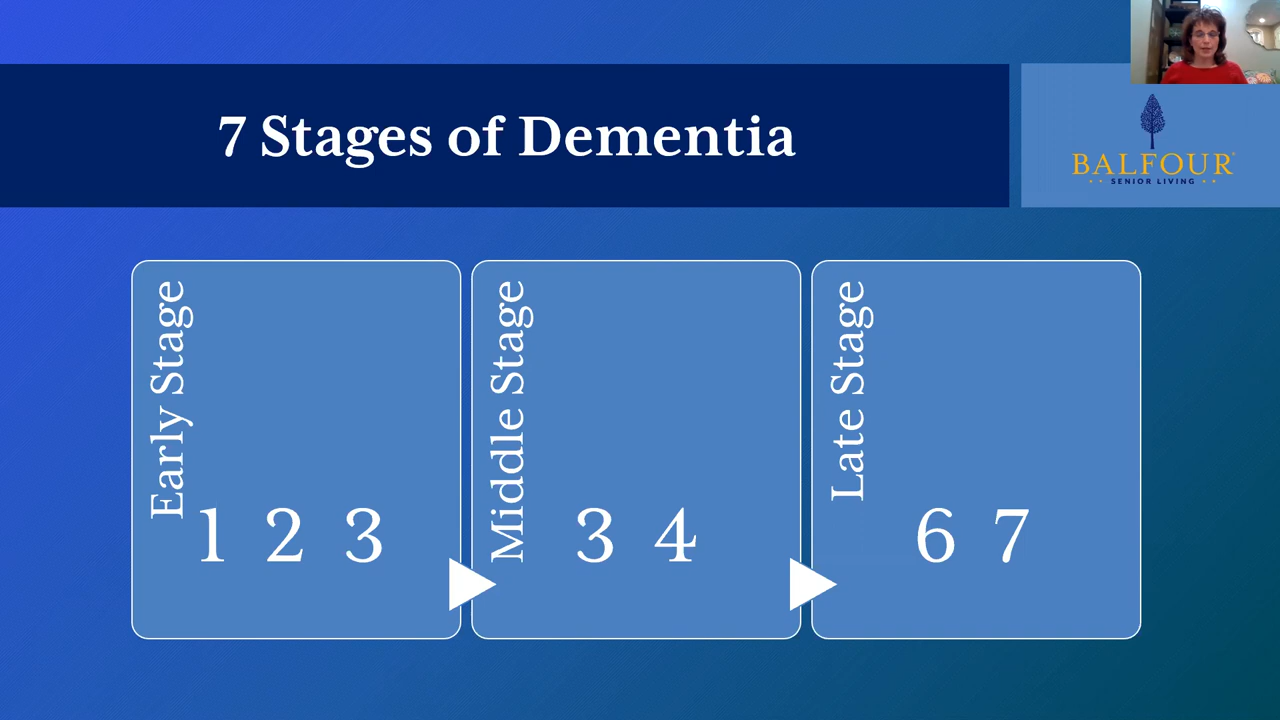 7 Stages of Dementia
BALFOUR
SENIOR LIVING
Early Stage
1 2 3
Middle Stage
3 4
Late Stage
6 7